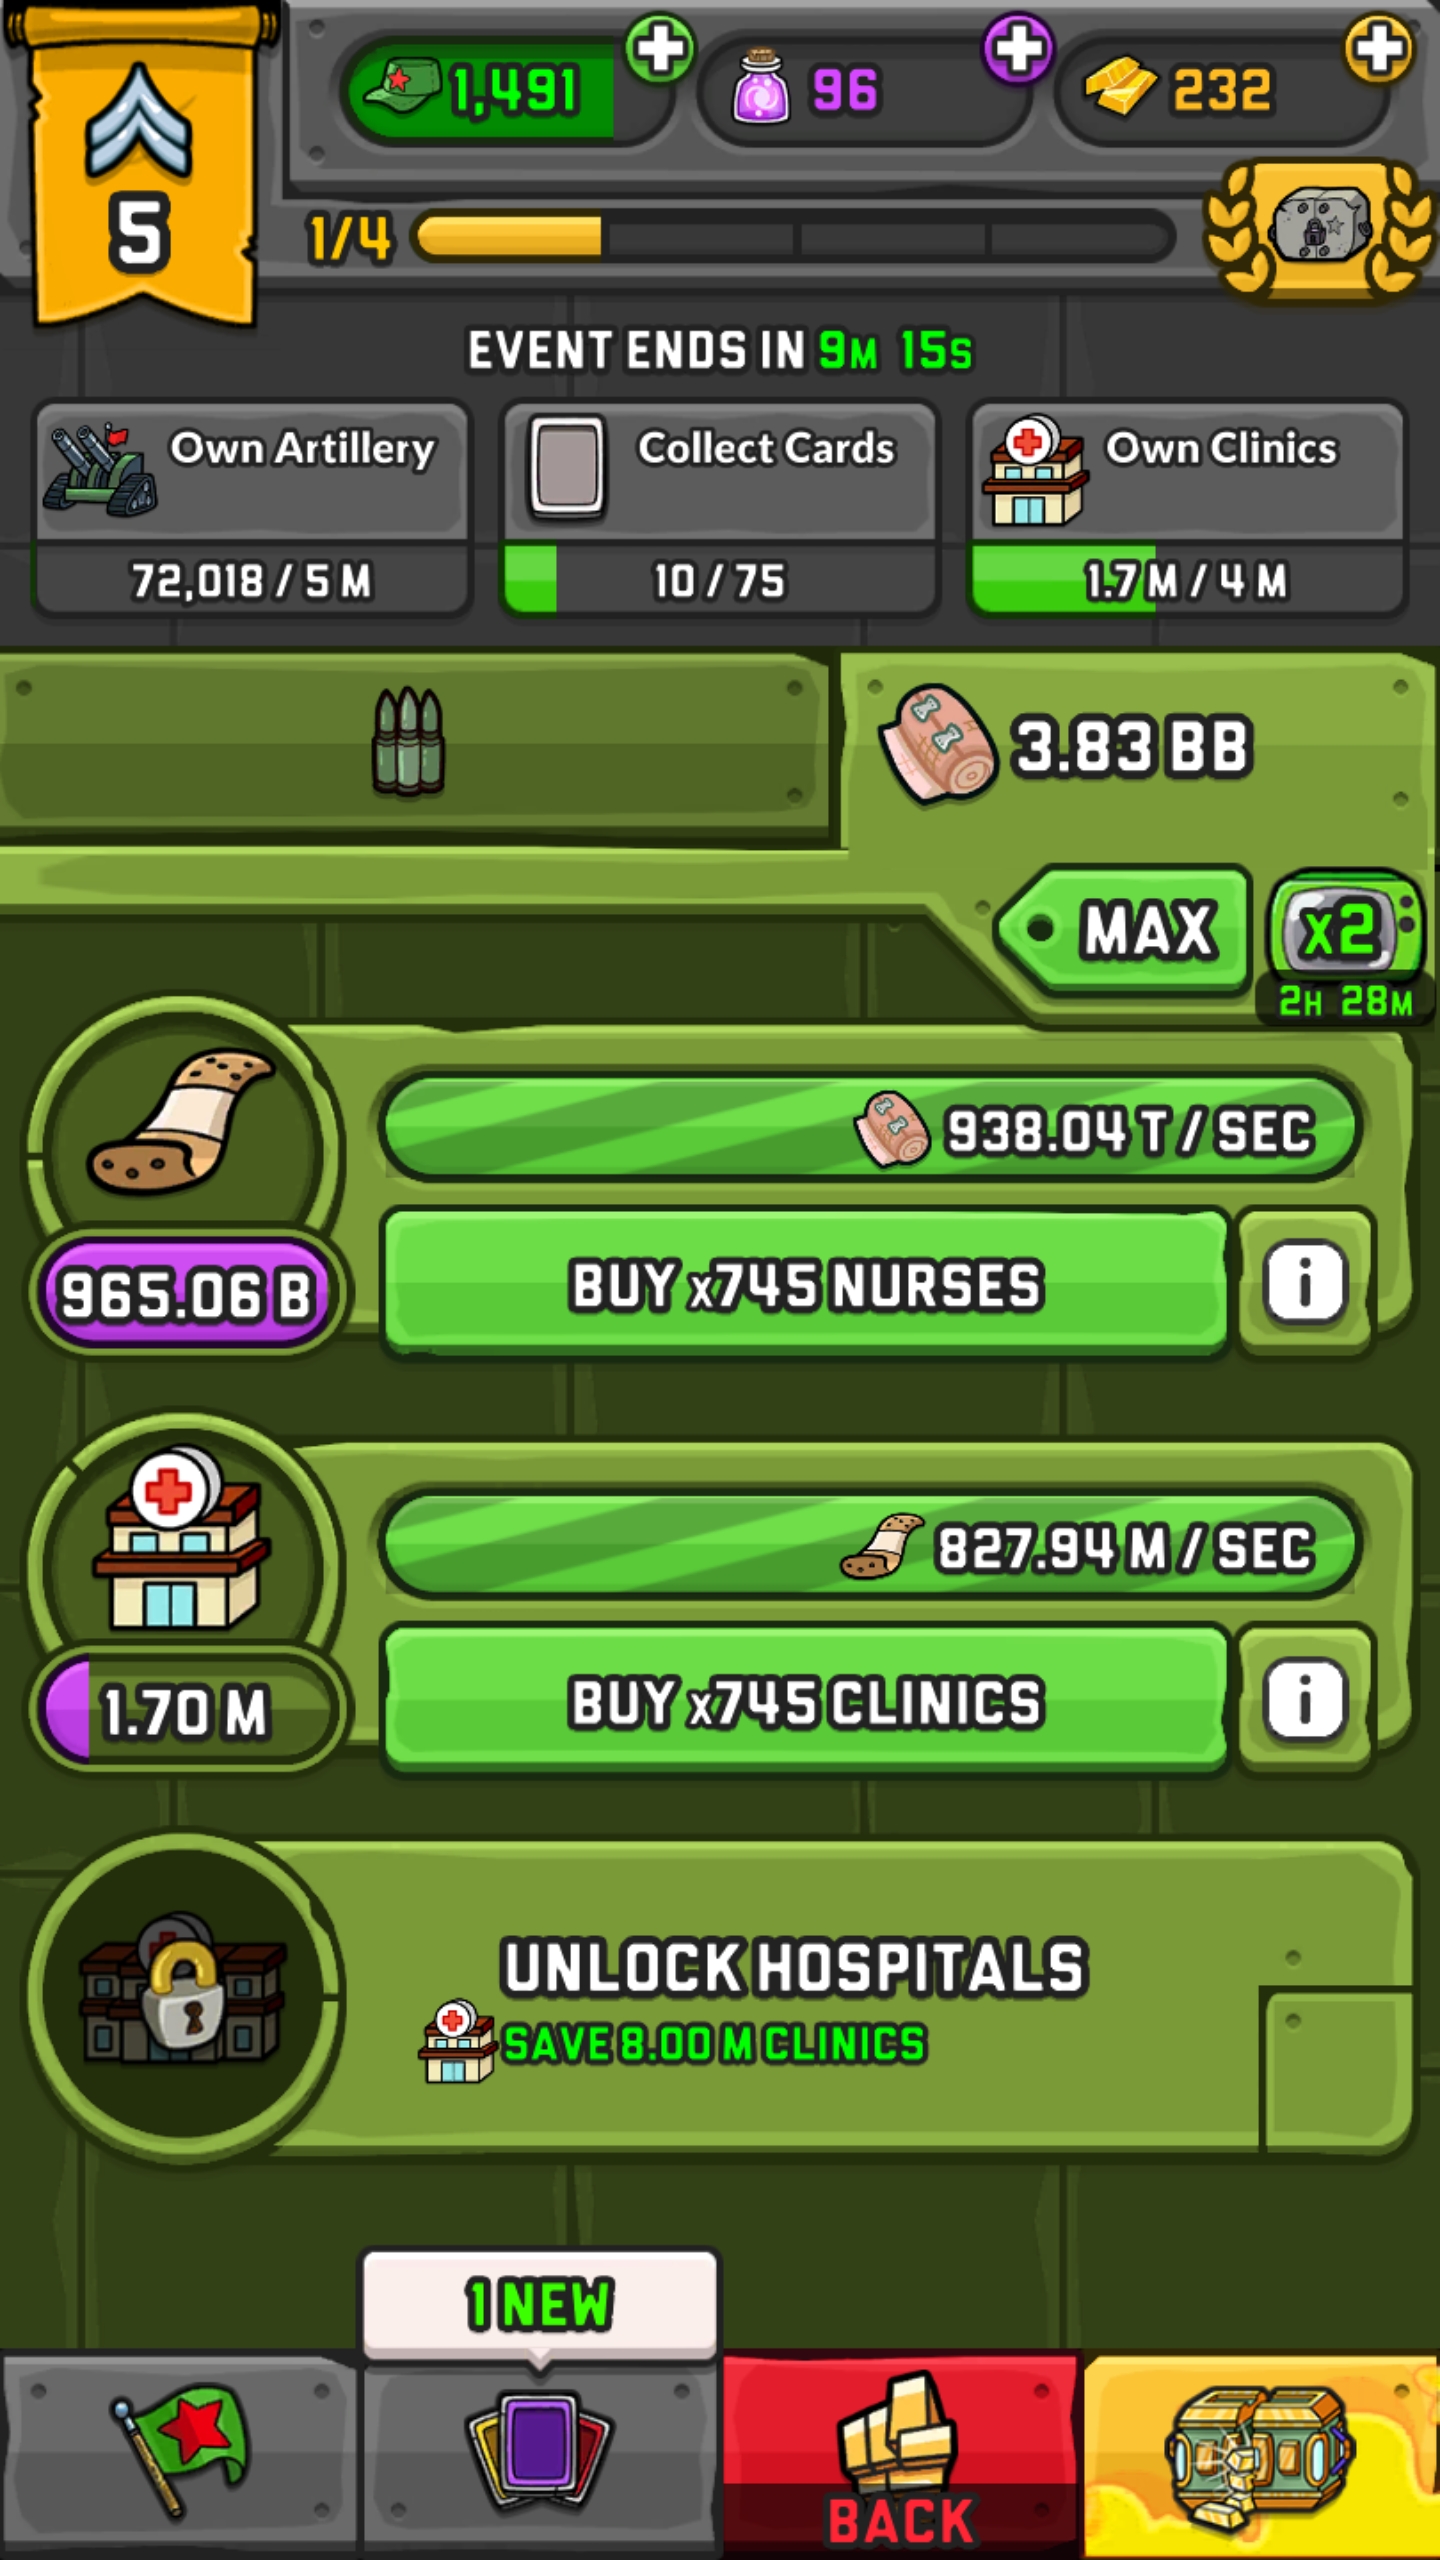 1,491
96
232
5
1/4
EVENT ENDS IN 9M 15S
Own Artillery
72,018 / 5 M
Collect Cards
10 / 75
Own Clinics
1.7 M / 4 M
3.83 BB
MAX
x2
2H 28M
938.04 T / SEC
965.06 B
BUY x745 NURSES
i
827.94 M / SEC
1.70 M
BUY x745 CLINICS
i
UNLOCK HOSPITALS
SAVE 8.00 M CLINICS
1 NEW
BACK